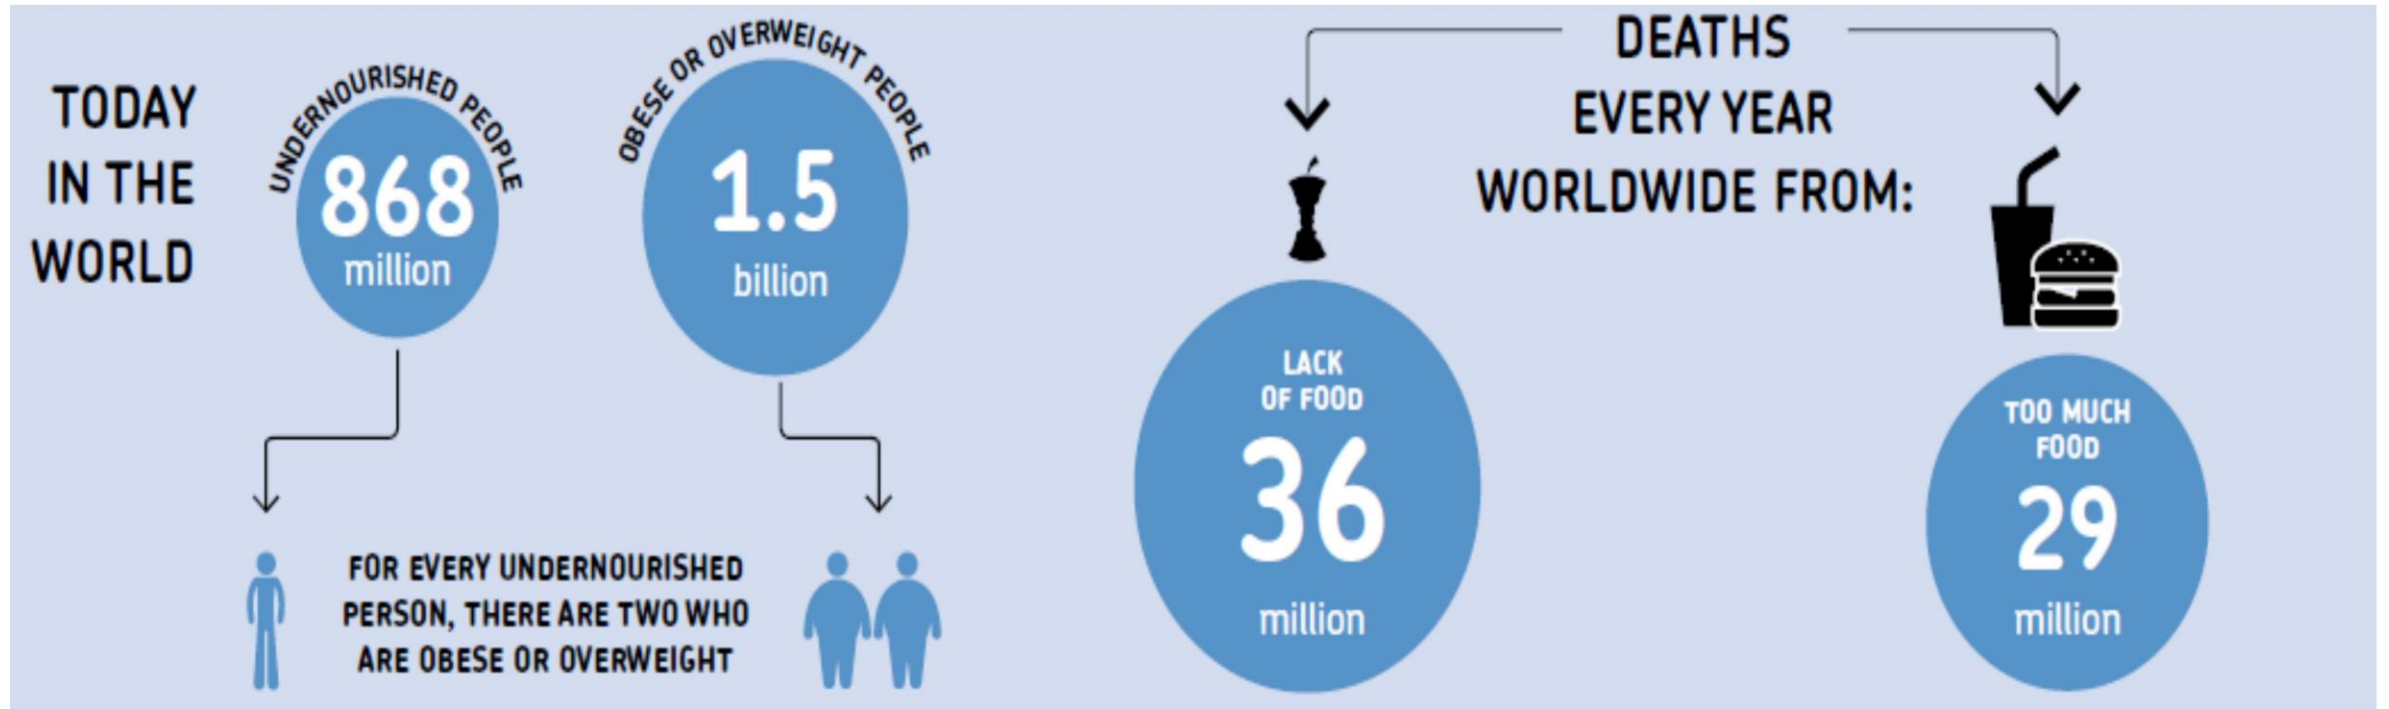 TODAY
IN THE
WORLD
UNDERNOURISHED PEOPLE
868
million
OBESE OR OVERWEIGHT PEOPLE
1.5
billion
FOR EVERY UNDERNOURISHED
PERSON, THERE ARE TWO WHO
ARE OBESE OR OVERWEIGHT
DEATHS
EVERY YEAR
WORLDWIDE FROM:
LACK
OF FOOD
36
million
TOO MUCH
FOOD
29
million